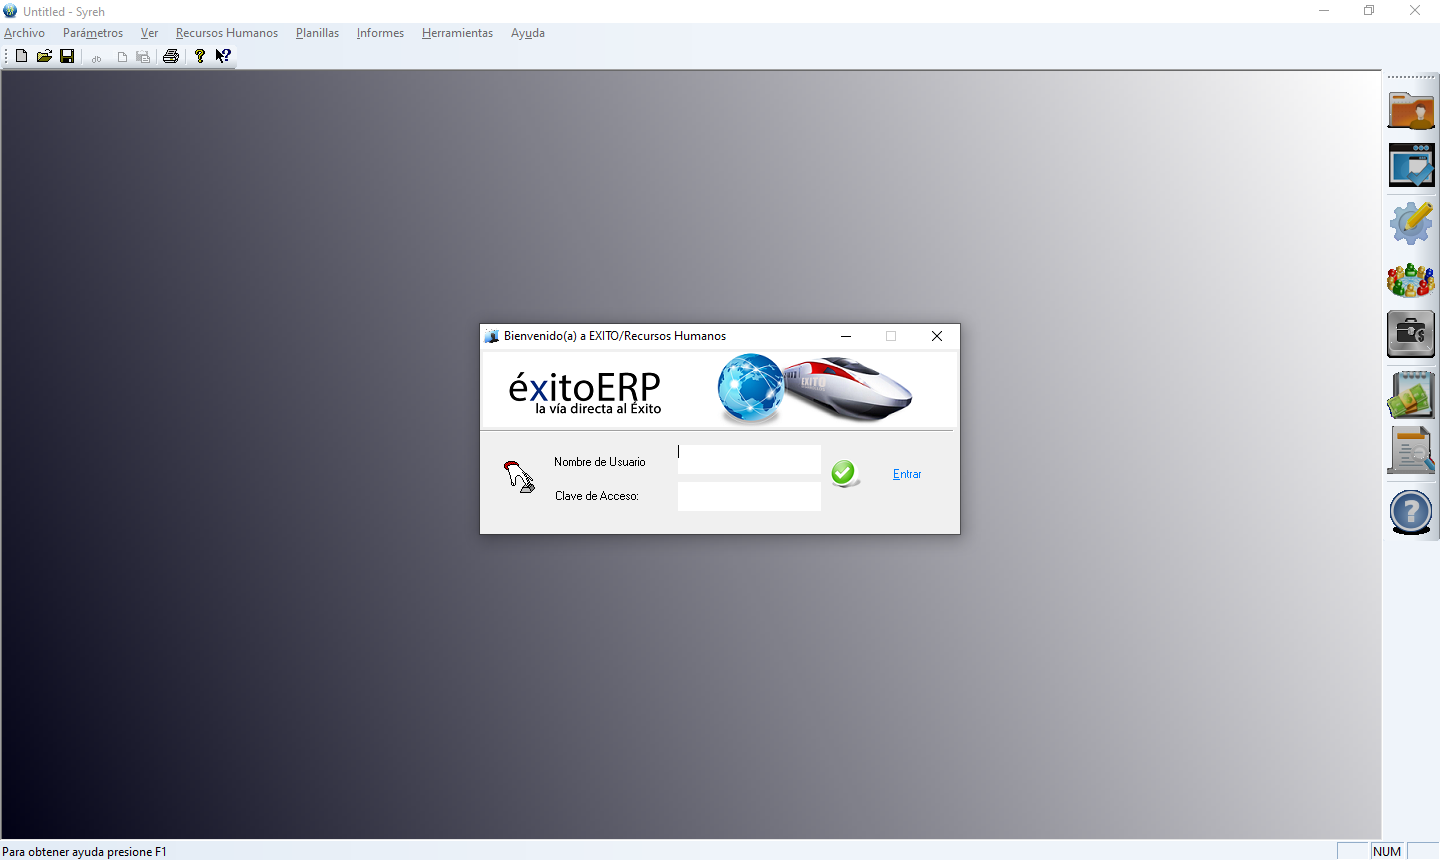 Untitled - Syreh
Archivo Parámetros Ver Recursos Humanos Planillas Informes Herramientas Ayuda
Bienvenido(a) a EXITO/Recursos Humanos
éxitoERP
la vía directa al Éxito
EXITO
Nombre de Usuario
Clave de Acceso:
Entrar
Para obtener ayuda presione F1
NUM